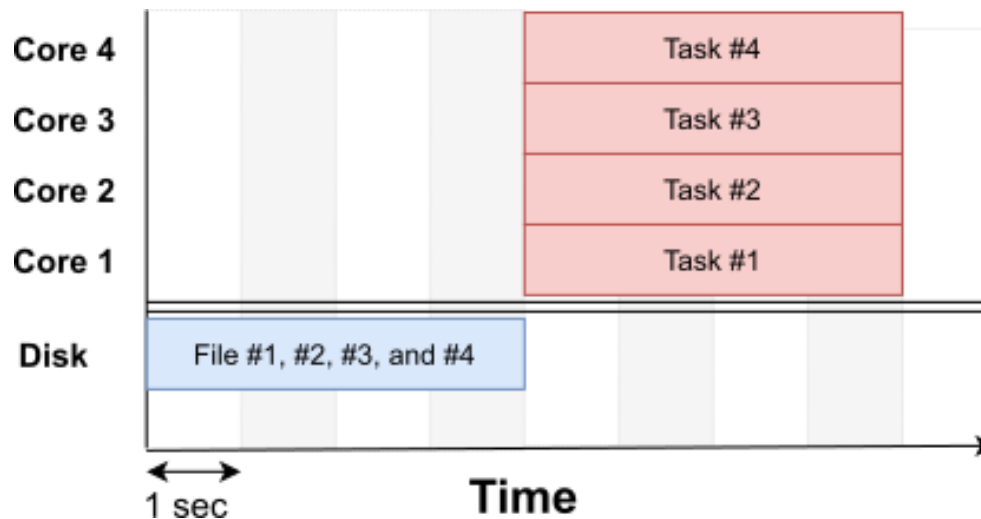 Core 4
Task #4
Core 3
Task #3
Core 2
Task #2
Core 1
Task #1
Disk
File #1, #2, #3, and #4
1 sec
Time